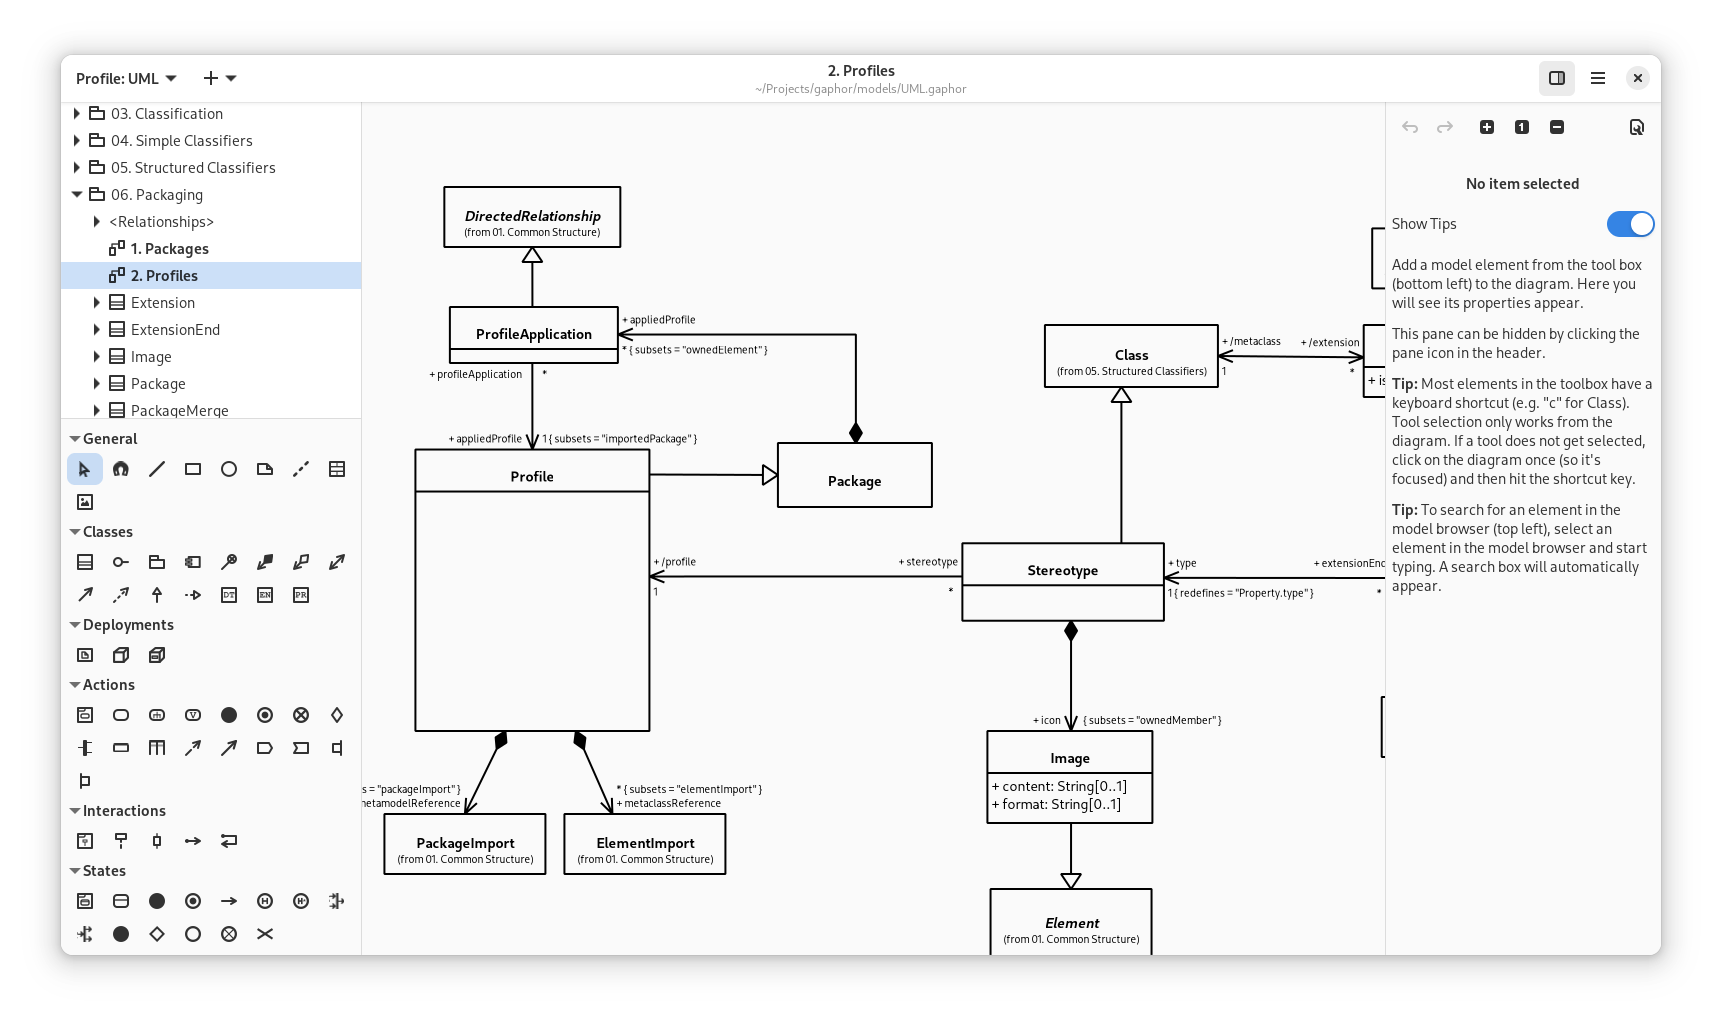 Profile: UML
2. Profiles
~/Projects/gaphor/models/UML.gaphor
03. Classification
04. Simple Classifiers
05. Structured Classifiers
06. Packaging
<Relationships>
1. Packages
2. Profiles
Extension
ExtensionEnd
Image
Package
PackageMerge
General
Classes
DT EN PR
Deployments
Actions
Interactions
States
DirectedRelationship
(from 01. Common Structure)
ProfileApplication
+ appliedProfile
* { subsets = "ownedElement" }
+ profileApplication *
+ appliedProfile 1 { subsets = "importedPackage" }
Profile
Package
Class
(from 05. Structured Classifiers)
+ /metaclass + /extension
1 *
+ is
+ /profile + stereotype
1 *
Stereotype
+ type + extensionEnd
1 { redefines = "Property.type" } *
+ icon { subsets = "ownedMember" }
Image
+ content: String[0..1]
+ format: String[0..1]
s = "packageImport" }
metamodelReference
* { subsets = "elementImport" }
+ metaclassReference
PackageImport
(from 01. Common Structure)
ElementImport
(from 01. Common Structure)
Element
(from 01. Common Structure)
1
No item selected
Show Tips
Add a model element from the tool box
(bottom left) to the diagram. Here you
will see its properties appear.
This pane can be hidden by clicking the
pane icon in the header.
Tip: Most elements in the toolbox have a
keyboard shortcut (e.g. "c" for Class).
Tool selection only works from the
diagram. If a tool does not get selected,
click on the diagram once (so it's
focused) and then hit the shortcut key.
Tip: To search for an element in the
model browser (top left), select an
element in the model browser and start
typing. A search box will automatically
appear.